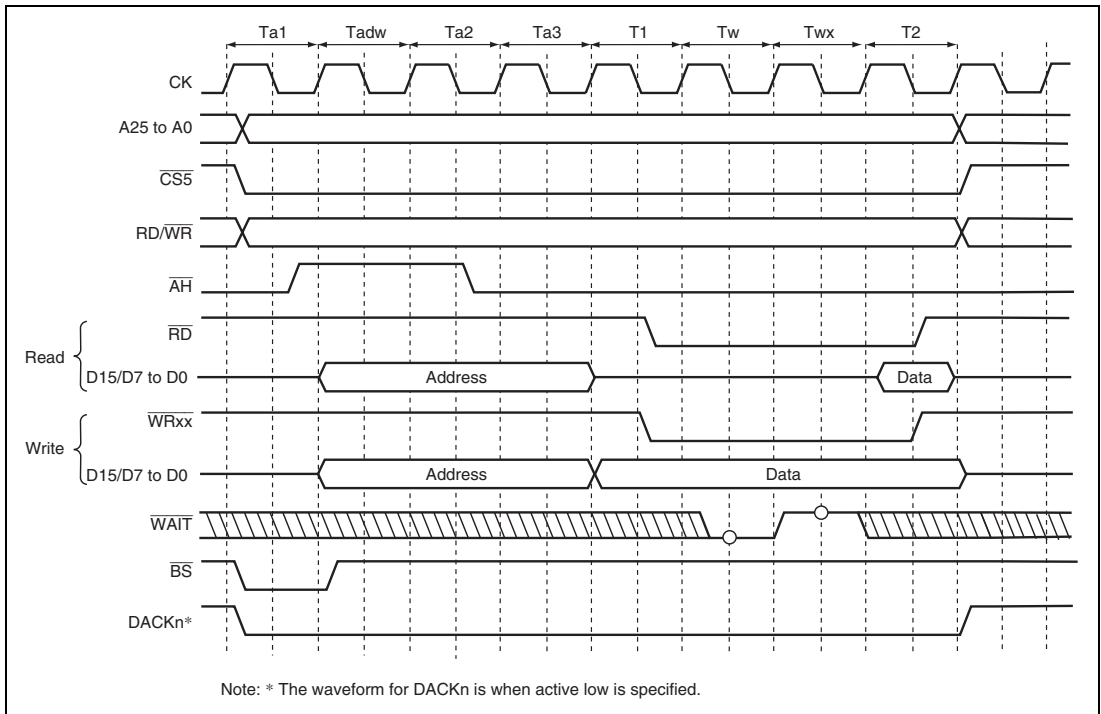 Ta1 Tadw Ta2 Ta3 T1 Tw Twx T2
CK
A25 to A0
CS5
RD/WR
AH
RD
Read
D15/D7 to D0
Address
Data
WRxx
Write
D15/D7 to D0
Address
Data
WAIT
BS
DACKn*
Note: * The waveform for DACKn is when active low is specified.